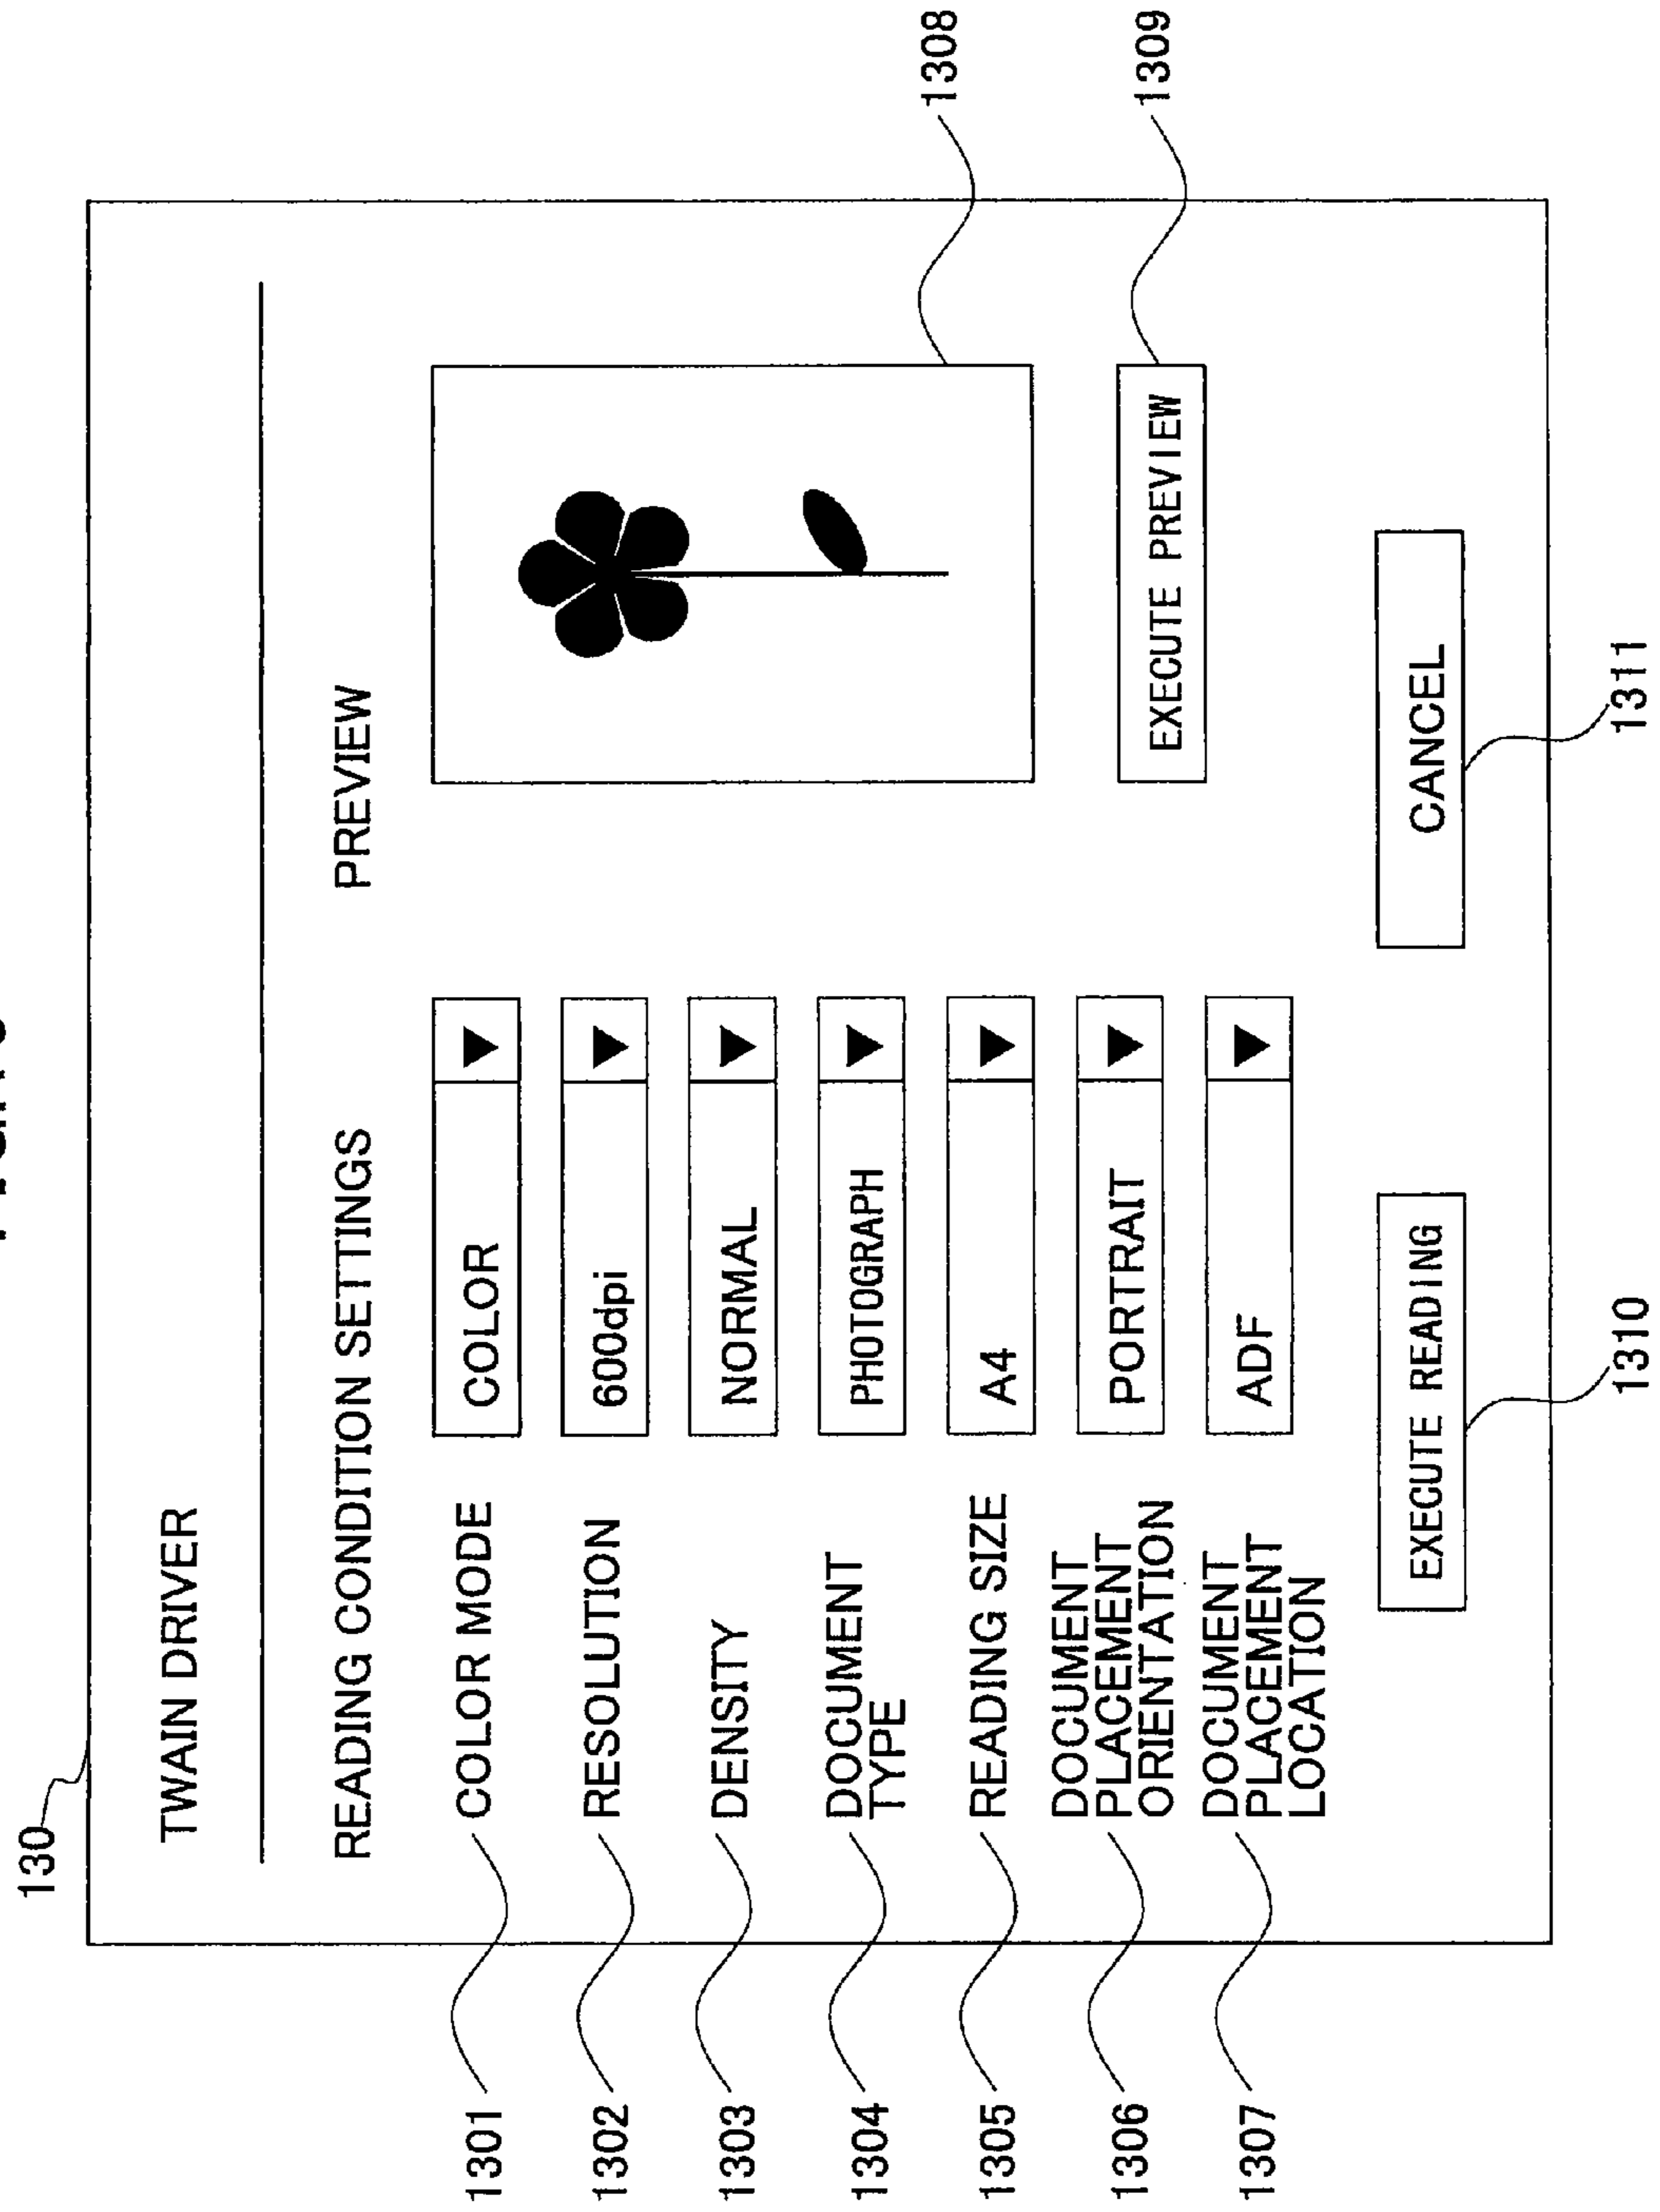 130
TWAIN DRIVER
READING CONDITION SETTINGS
PREVIEW
1301
COLOR MODE
COLOR
1302
RESOLUTION
600dpi
1303
DENSITY
NORMAL
1304
DOCUMENT
TYPE
PHOTOGRAPH
1305
READING SIZE
A4
1306
DOCUMENT
PLACEMENT
ORIENTATION
PORTRAIT
1307
DOCUMENT
PLACEMENT
LOCATION
ADF
1308
EXECUTE PREVIEW
1309
EXECUTE READING
1310
CANCEL
1311